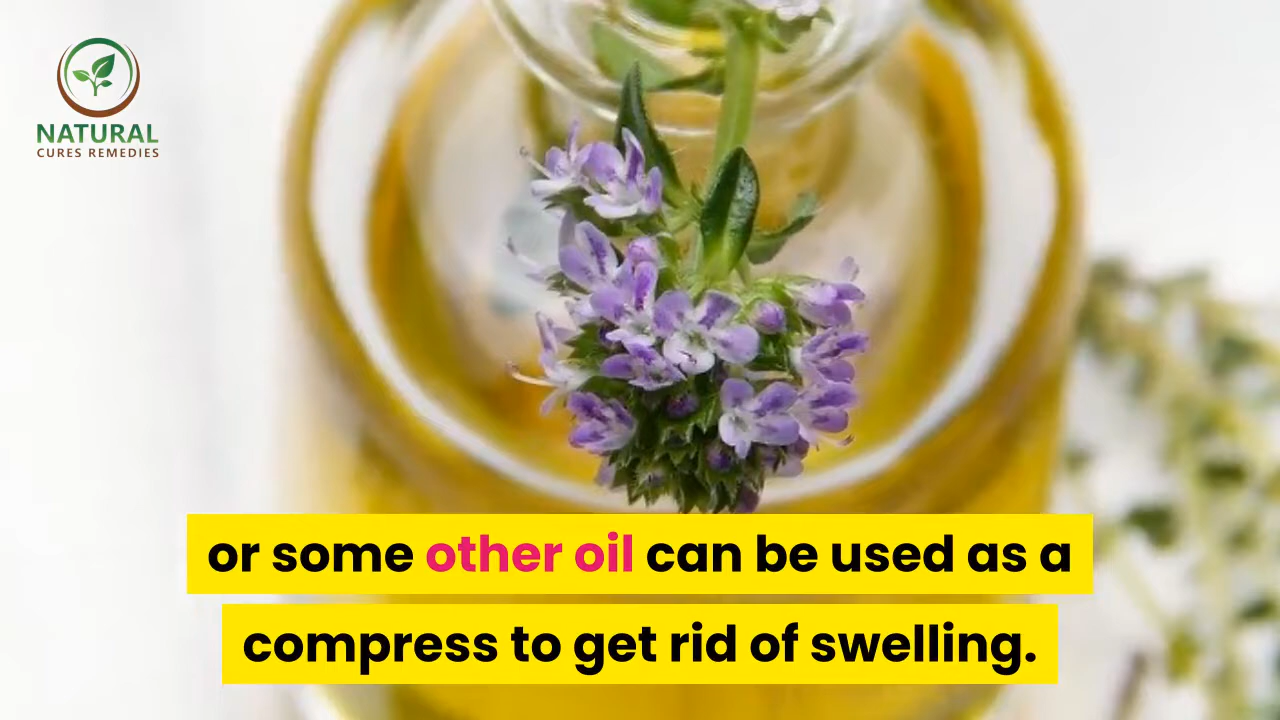 NATURAL
CURES REMEDIES
or some other oil can be used as a
compress to get rid of swelling.